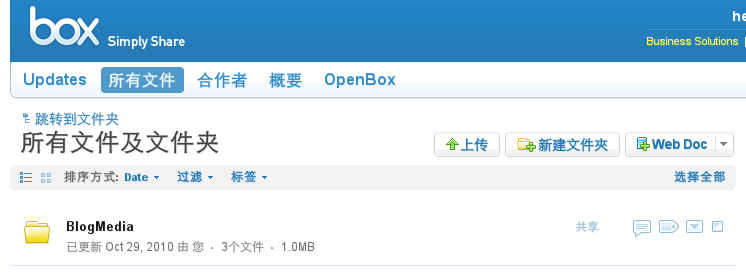 box Simply Share
he
Business Solutions
Updates 所有文件 合作者 概要 OpenBox
跳转到文件夹
所有文件及文件夹
上传 新建文件夾 Web Doc
排序方式: Date 过滤 标签 选择全部
BlogMedia 共享
已更新 Oct 29, 2010 由 您 · 3个文件 · 1.0MB